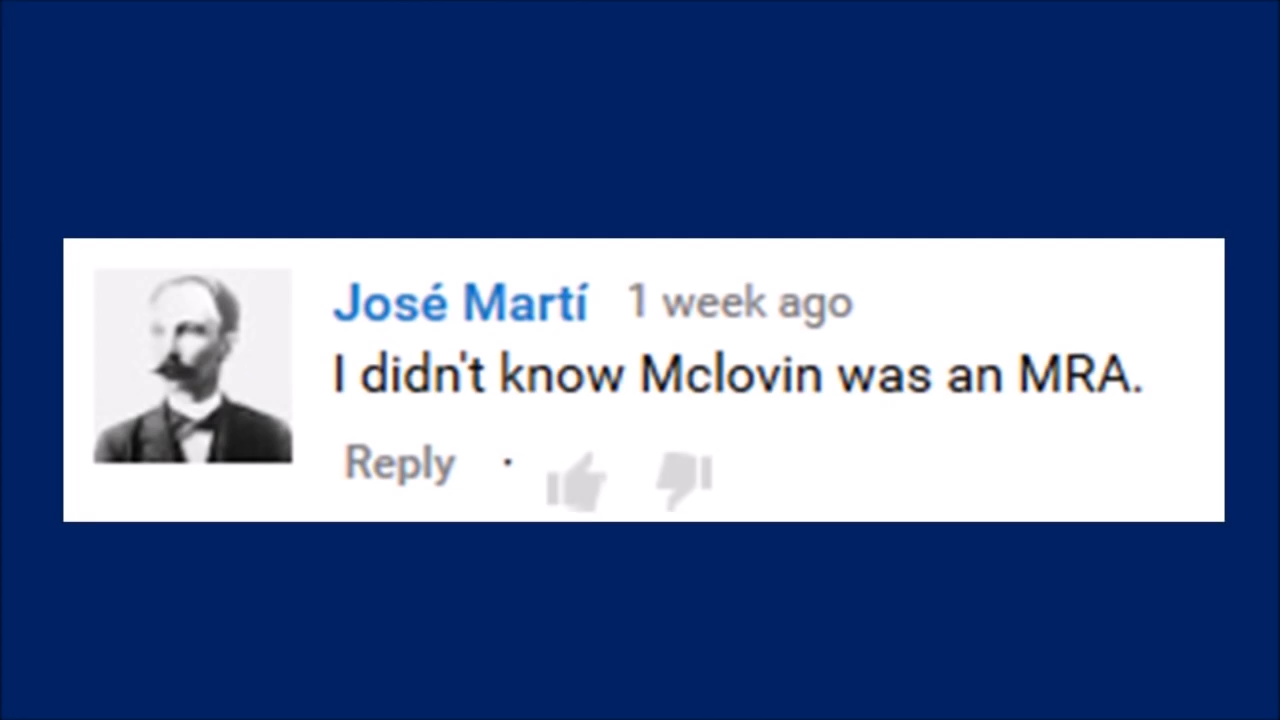 José Martí 1 week ago
I didn't know Mclovin was an MRA.
Reply ·